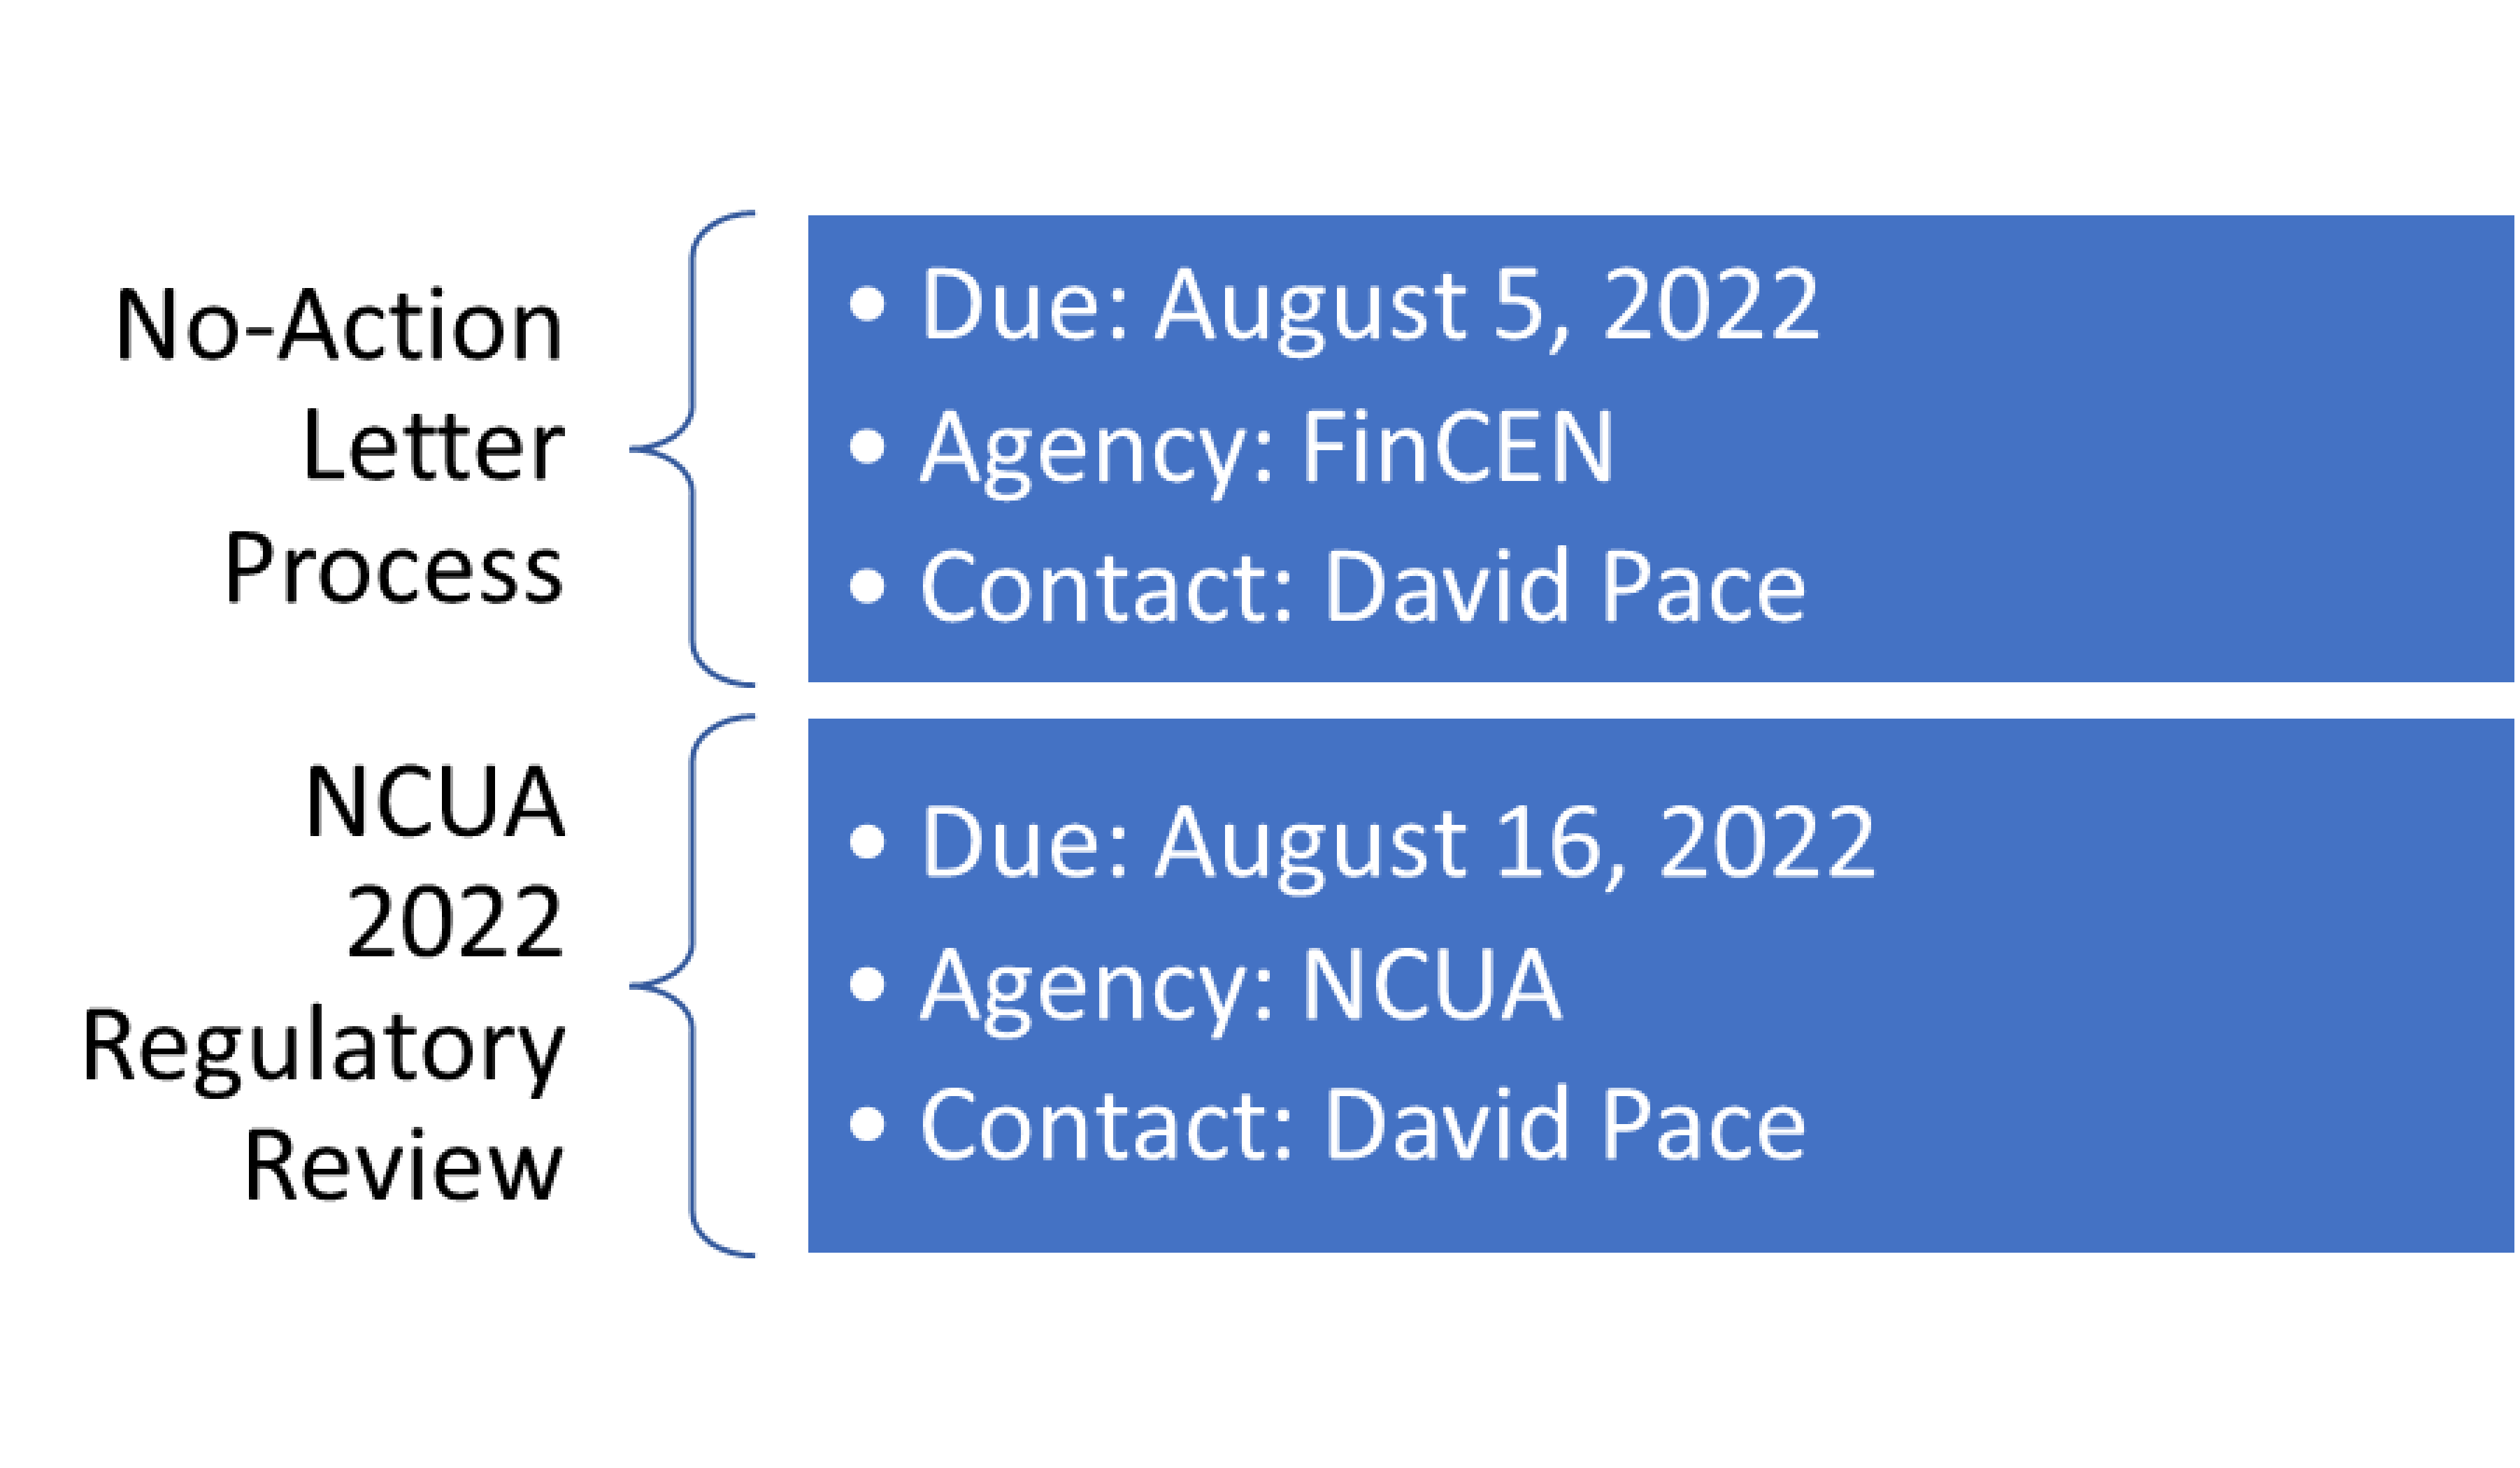 No-Action
Letter
Process
• Due: August 5, 2022
• Agency: FinCEN
• Contact: David Pace
NCUA
2022
Regulatory
Review
• Due: August 16, 2022
• Agency: NCUA
• Contact: David Pace